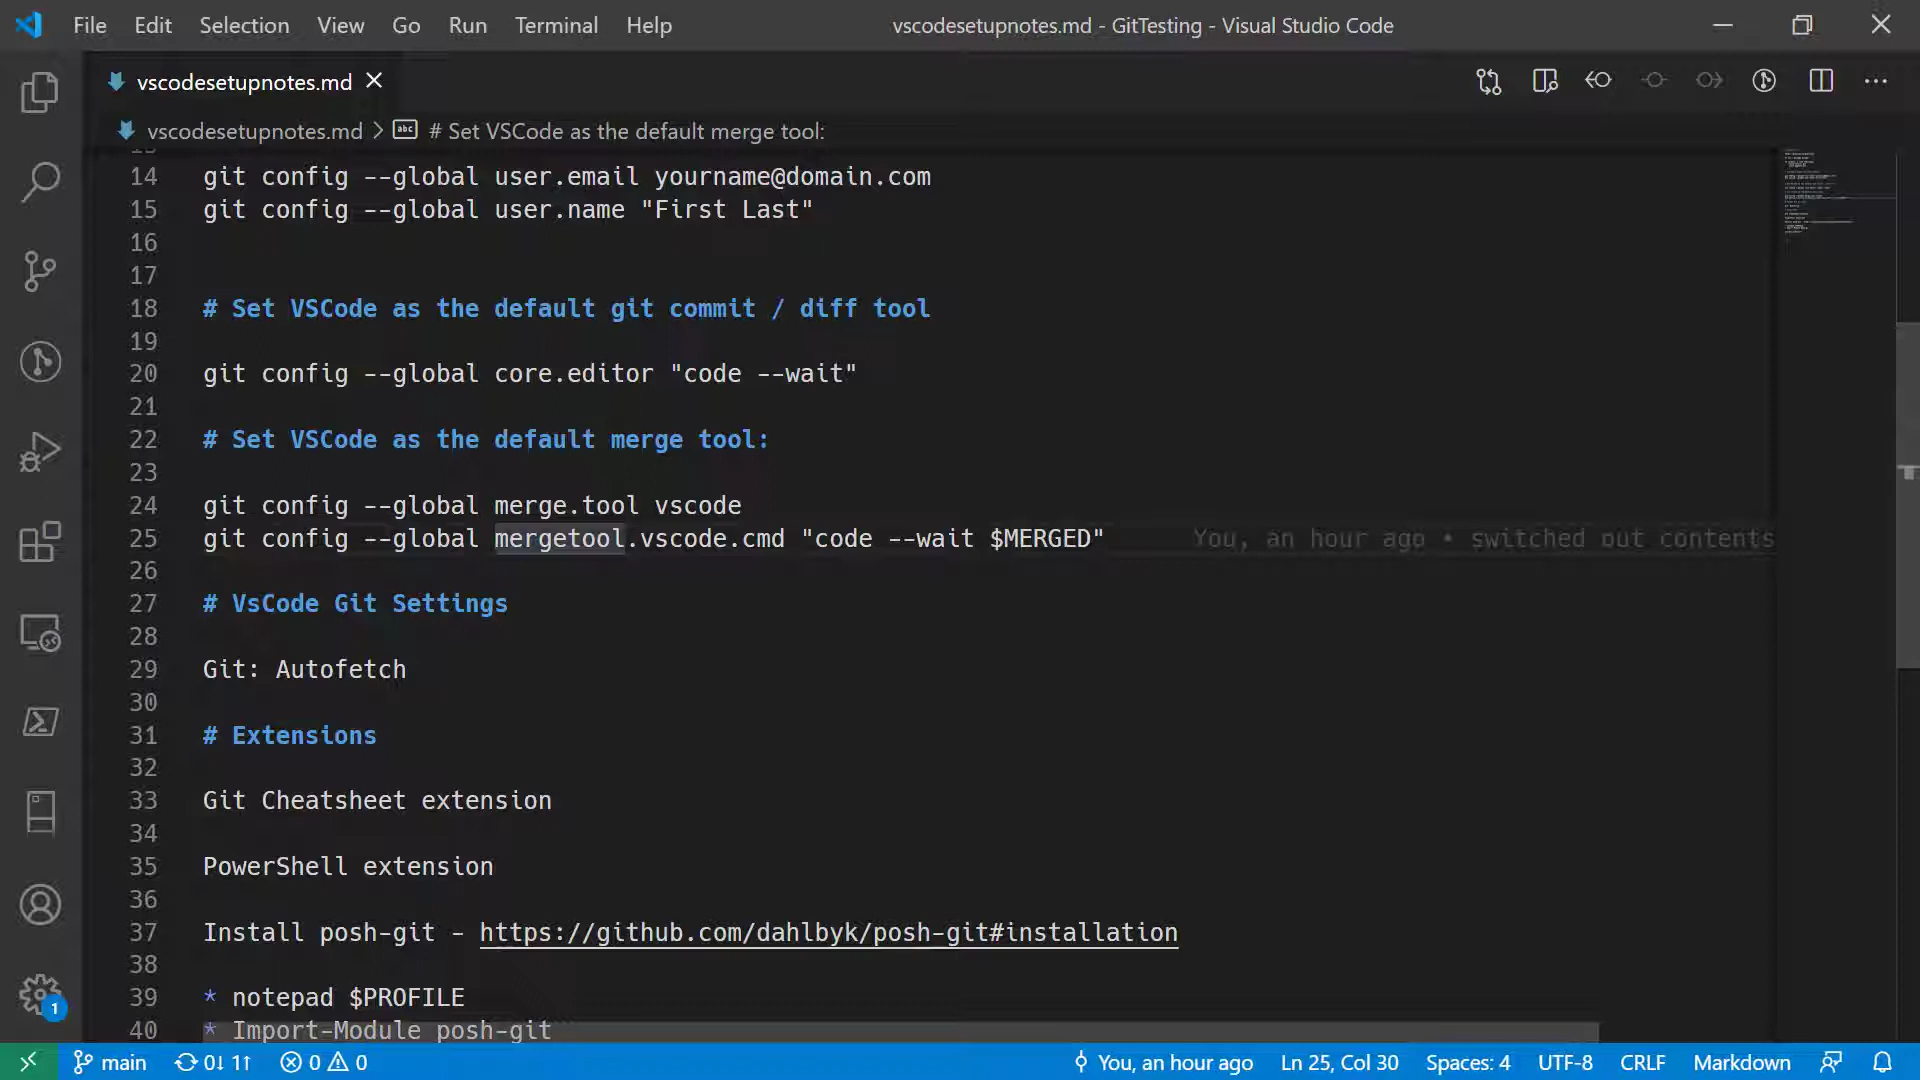 File Edit Selection View Go Run Terminal Help vscodesetupnotes.md - GitTesting - Visual Studio Code
vscodesetupnotes.md
vscodesetupnotes.md > abc # Set VSCode as the default merge tool:
14 git config --global user.email yourname@domain.com
15 git config --global user.name "First Last"
16
17
18 # Set VSCode as the default git commit / diff tool
19
20 git config --global core.editor "code --wait"
21
22 # Set VSCode as the default merge tool:
23
24 git config --global merge.tool vscode
25 git config --global mergetool.vscode.cmd "code --wait $MERGED" You, an hour ago • switched out contents
26
27 # VsCode Git Settings
28
29 Git: Autofetch
30
31 # Extensions
32
33 Git Cheatsheet extension
34
35 PowerShell extension
36
37 Install posh-git - https://github.com/dahlbyk/posh-git#installation
38
39 * notepad $PROFILE
40 * Import-Module posh-git
1
main 0↓ 1↑ 0 0 You, an hour ago Ln 25, Col 30 Spaces: 4 UTF-8 CRLF Markdown